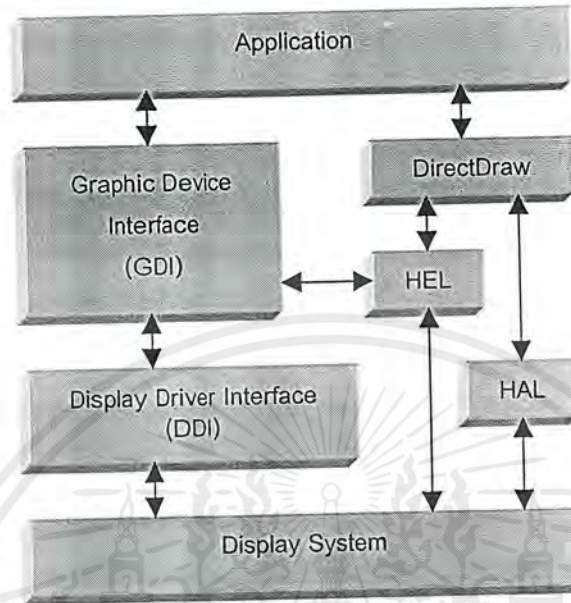 Application
Graphic Device
Interface
(GDI)
DirectDraw
HEL
Display Driver Interface
(DDI)
HAL
Display System